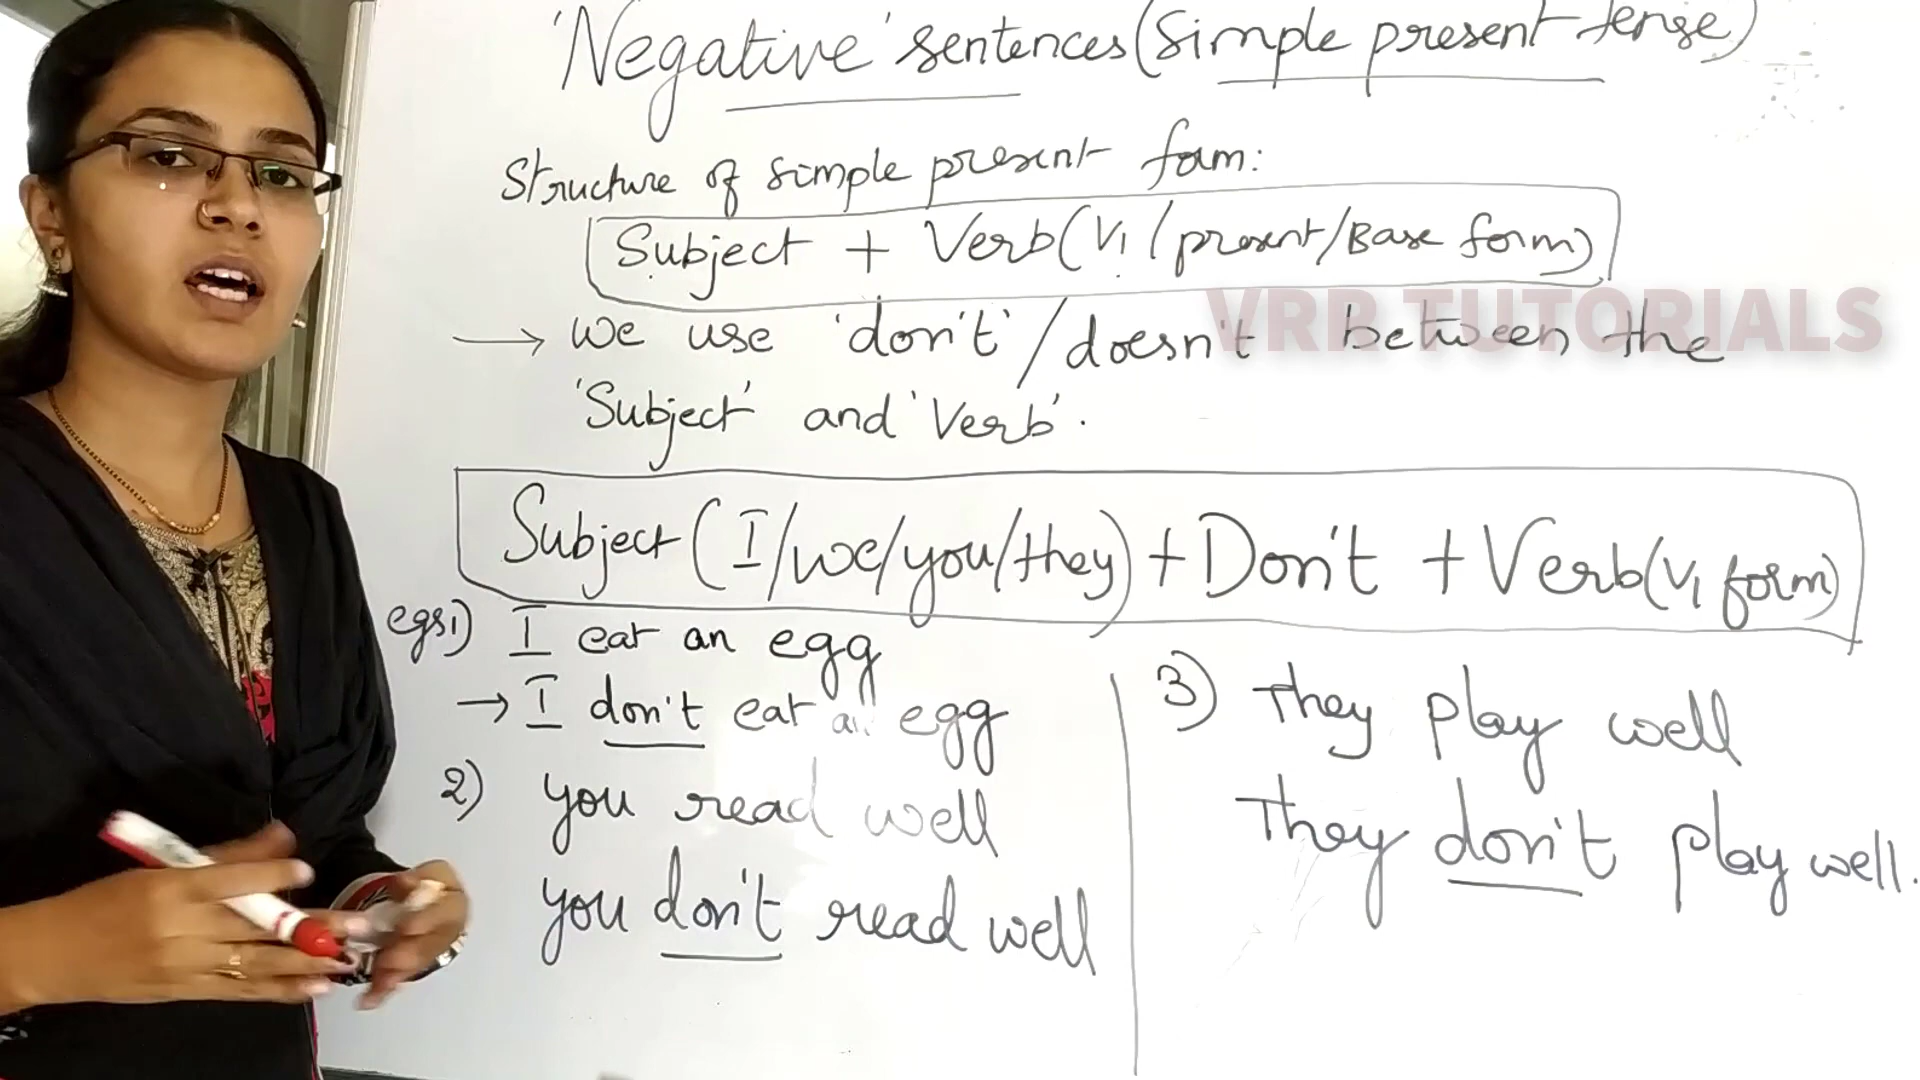 'Negative' sentences (Simple present tense)
Structure of simple present form:
Subject + Verb (V1 / present/Base form)
VRR TUTORIALS
→ We use 'don't' / doesn't between the
'Subject' and 'Verb'.
Subject (I/we/you/they) + Don't + Verb (V1 form)
egs1) I eat an egg
→ I don't eat an egg
2) you read well
you don't read well
3) They play well
They don't play well.